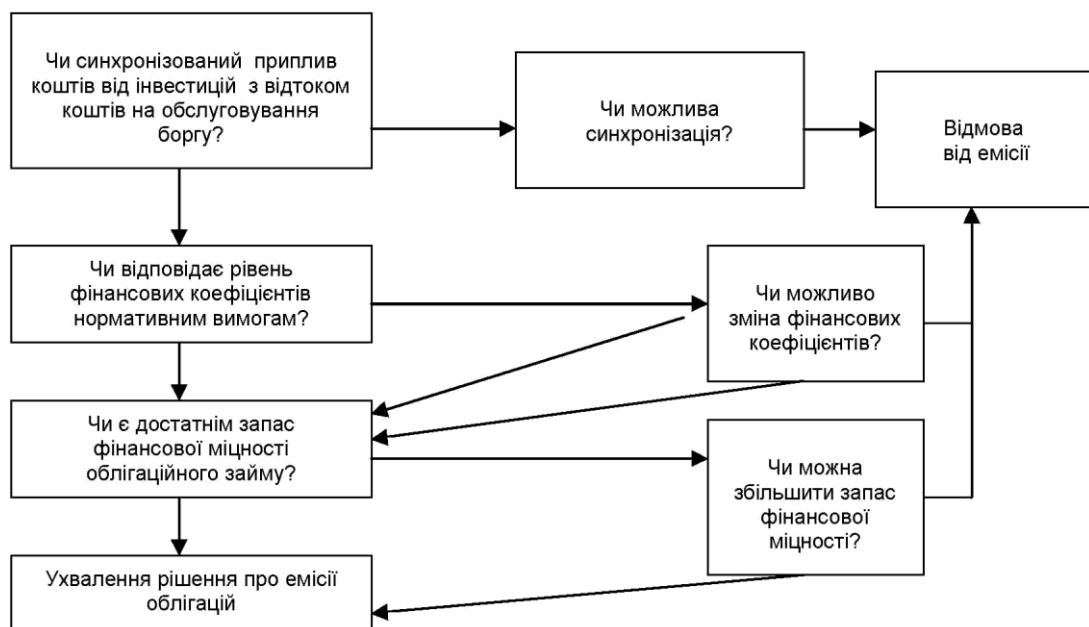 Чи синхронізований приплив
коштів від інвестицій з відтоком
коштів на обслуговування
боргу?
Чи можлива
синхронізація?
Відмова
від емісії
Чи відповідає рівень
фінансових коефіцієнтів
нормативним вимогам?
Чи можливо
зміна фінансових
коефіцієнтів?
Чи є достатнім запас
фінансової міцності
облігаційного займу?
Чи можна
збільшити запас
фінансової
міцності?
Ухвалення рішення про емісії
облігацій